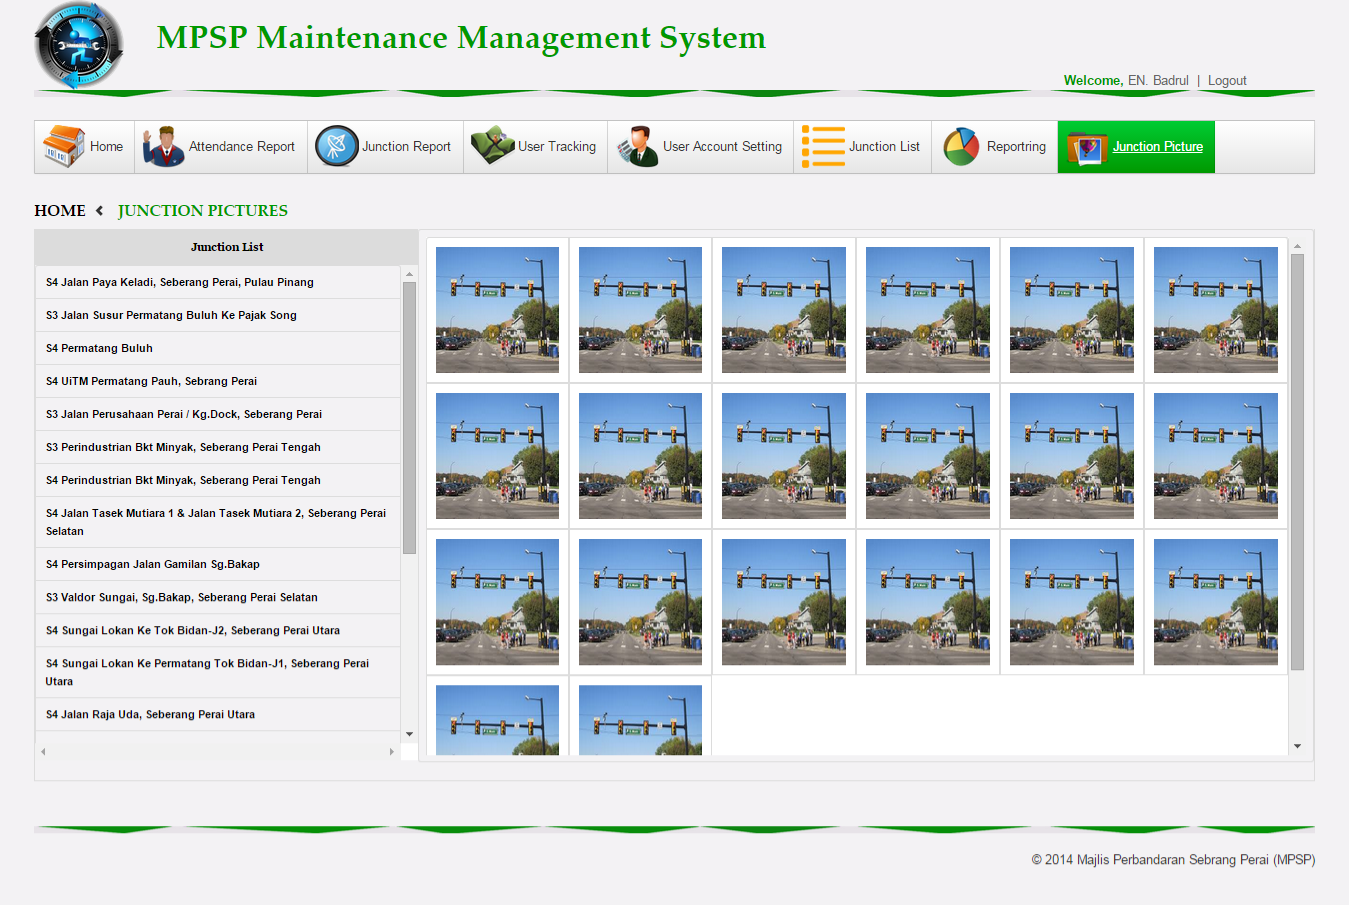 MPSP Maintenance Management System
Welcome, EN. Badrul | Logout
Home
Attendance Report
Junction Report
User Tracking
User Account Setting
Junction List
Reportring
Junction Picture
HOME
JUNCTION PICTURES
Junction List
S4 Jalan Paya Keladi, Seberang Perai, Pulau Pinang
S3 Jalan Susur Permatang Buluh Ke Pajak Song
S4 Permatang Buluh
S4 UiTM Permatang Pauh, Sebrang Perai
S3 Jalan Perusahaan Perai / Kg.Dock, Seberang Perai
S3 Perindustrian Bkt Minyak, Seberang Perai Tengah
S4 Perindustrian Bkt Minyak, Seberang Perai Tengah
S4 Jalan Tasek Mutiara 1 & Jalan Tasek Mutiara 2, Seberang Perai
Selatan
S4 Persimpagan Jalan Gamilan Sg.Bakap
S3 Valdor Sungai, Sg.Bakap, Seberang Perai Selatan
S4 Sungai Lokan Ke Tok Bidan-J2, Seberang Perai Utara
S4 Sungai Lokan Ke Permatang Tok Bidan-J1, Seberang Perai
Utara
S4 Jalan Raja Uda, Seberang Perai Utara
© 2014 Majlis Perbandaran Sebrang Perai (MPSP)